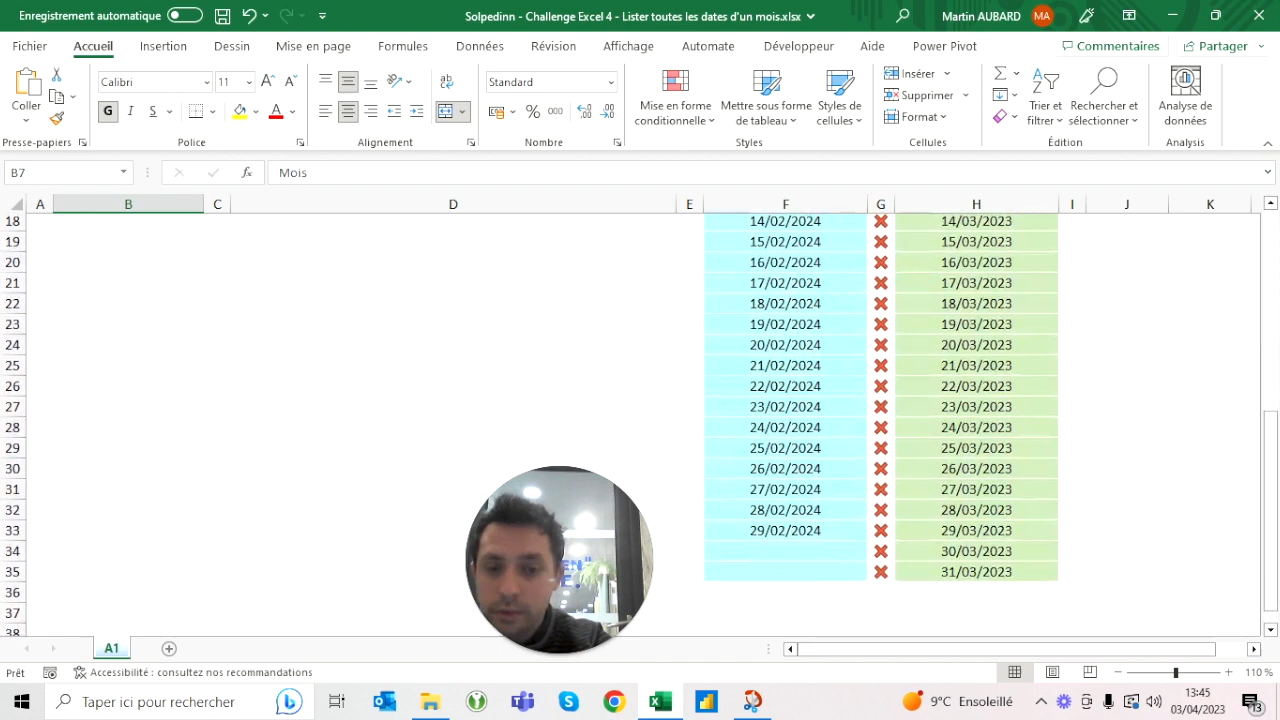 Enregistrement automatique
Solpedinn - Challenge Excel 4 - Lister toutes les dates d'un mois.xlsx
Martin AUBARD
MA
Fichier
Accueil
Insertion
Dessin
Mise en page
Formules
Données
Révision
Affichage
Automate
Développeur
Aide
Power Pivot
Commentaires
Partager
Coller
Presse-papiers
Calibri
11
G
I
S
Police
Alignement
Standard
%
000
Nombre
Mise en forme
conditionnelle
Mettre sous forme
de tableau
Styles de
cellules
Styles
Insérer
Supprimer
Format
Cellules
Trier et
filtrer
Rechercher et
sélectionner
Édition
Analyse de
données
Analysis
B7
fx
Mois
A B C D E F G H I J K
18 14/02/2024 14/03/2023
19 15/02/2024 15/03/2023
20 16/02/2024 16/03/2023
21 17/02/2024 17/03/2023
22 18/02/2024 18/03/2023
23 19/02/2024 19/03/2023
24 20/02/2024 20/03/2023
25 21/02/2024 21/03/2023
26 22/02/2024 22/03/2023
27 23/02/2024 23/03/2023
28 24/02/2024 24/03/2023
29 25/02/2024 25/03/2023
30 26/02/2024 26/03/2023
31 27/02/2024 27/03/2023
32 28/02/2024 28/03/2023
33 29/02/2024 29/03/2023
34 30/03/2023
35 31/03/2023
36
37
38
A1
Prêt
Accessibilité : consultez nos recommandations
110 %
Taper ici pour rechercher
9°C Ensoleillé
13:45
03/04/2023
13